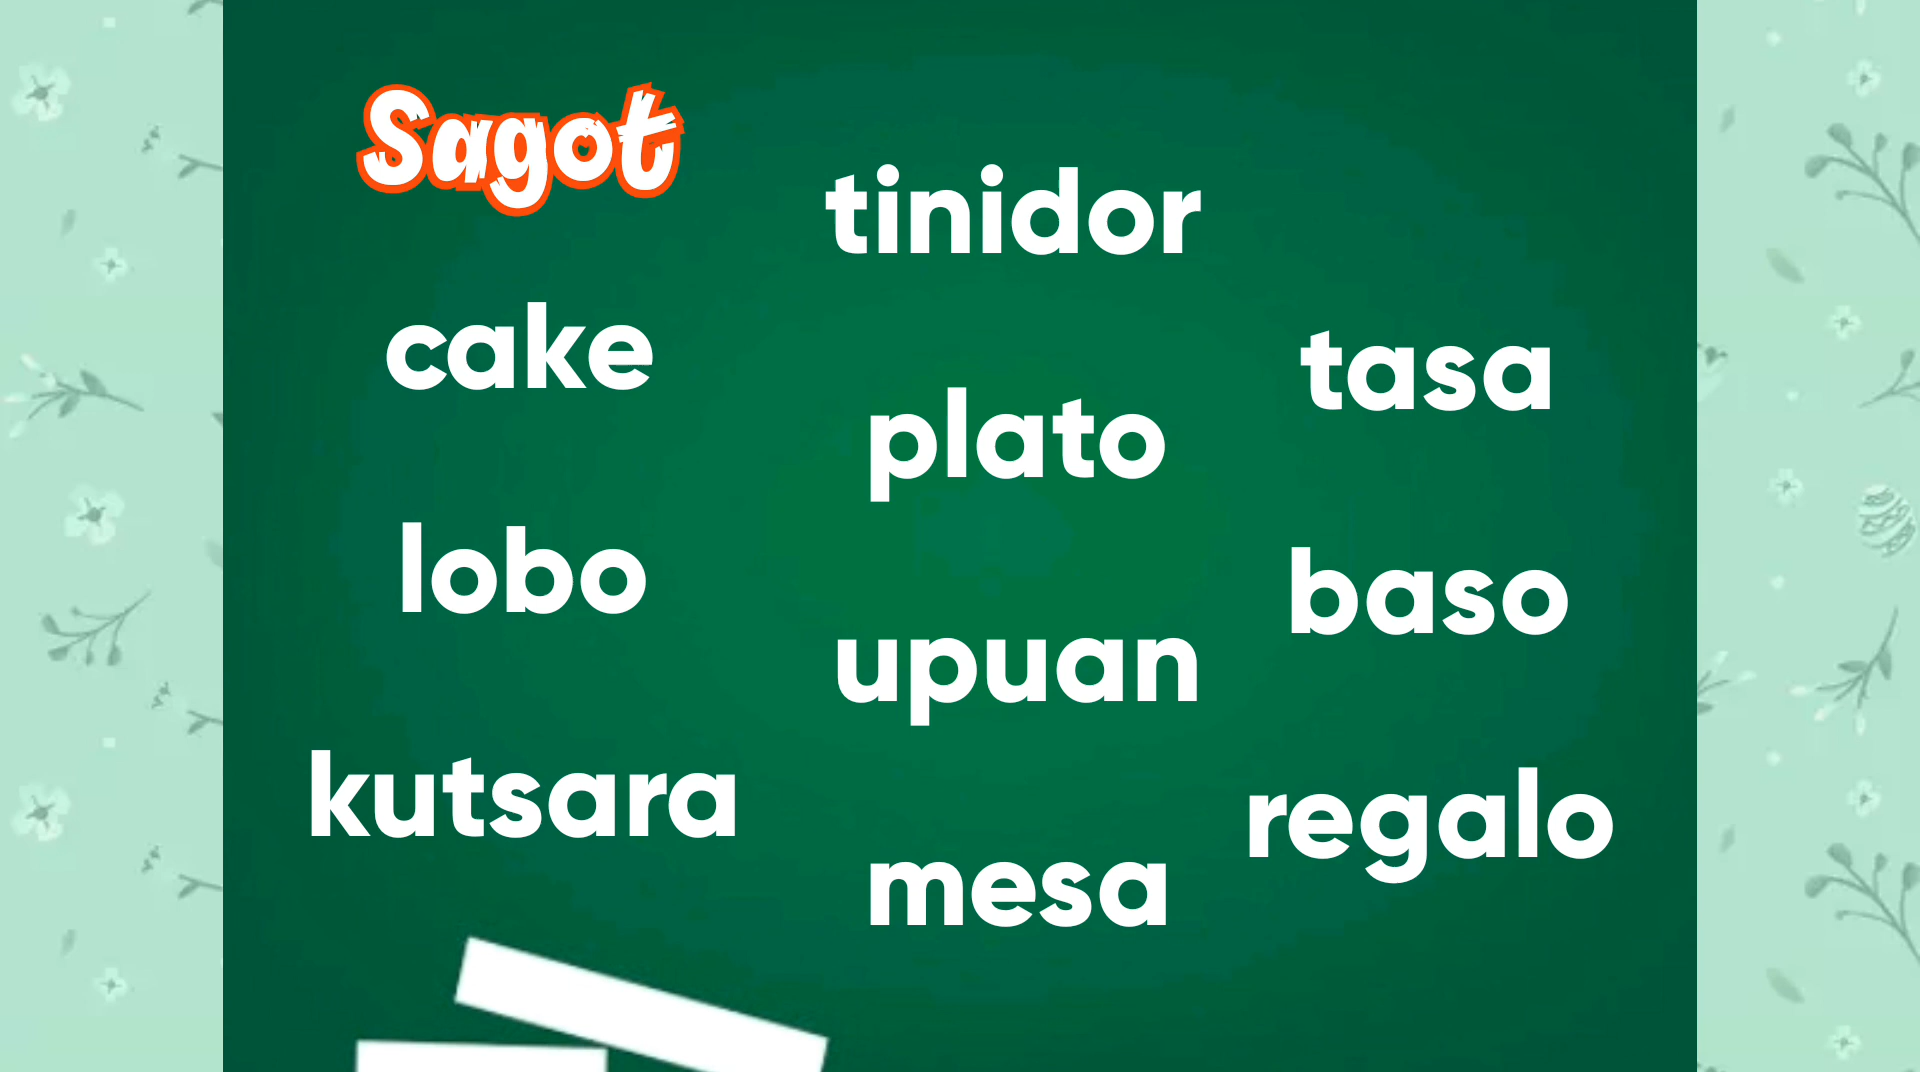 Sagot
cake
lobo
kutsara
tinidor
plato
upuan
mesa
tasa
baso
regalo